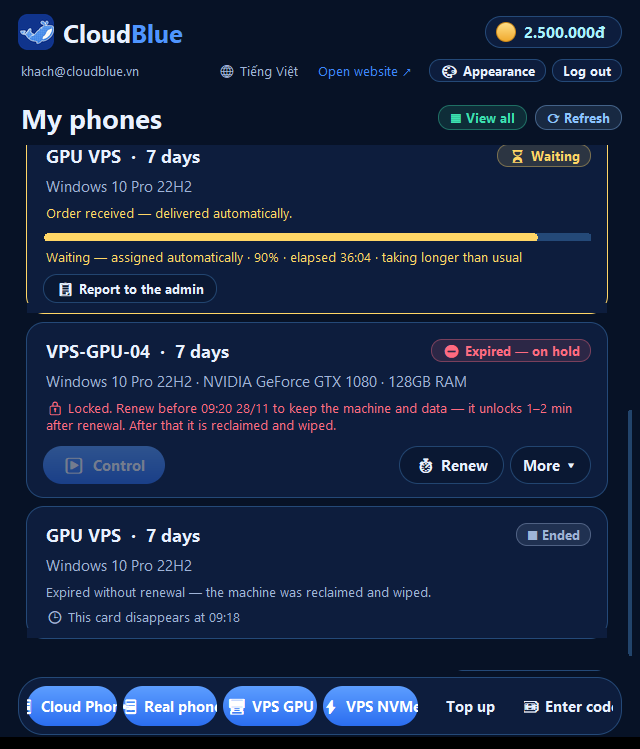 CloudBlue
2.500.000đ
khach@cloudblue.vn
Tiếng Việt
Open website ↗
Appearance
Log out
My phones
View all
Refresh
GPU VPS · 7 days
Waiting
Windows 10 Pro 22H2
Order received — delivered automatically.
Waiting — assigned automatically · 90% · elapsed 36:04 · taking longer than usual
Report to the admin
VPS-GPU-04 · 7 days
Expired — on hold
Windows 10 Pro 22H2 · NVIDIA GeForce GTX 1080 · 128GB RAM
Locked. Renew before 09:20 28/11 to keep the machine and data — it unlocks 1–2 min
after renewal. After that it is reclaimed and wiped.
Control
Renew
More ▼
GPU VPS · 7 days
Ended
Windows 10 Pro 22H2
Expired without renewal — the machine was reclaimed and wiped.
This card disappears at 09:18
Cloud Phon
Real phone
VPS GPU
VPS NVMe
Top up
Enter code